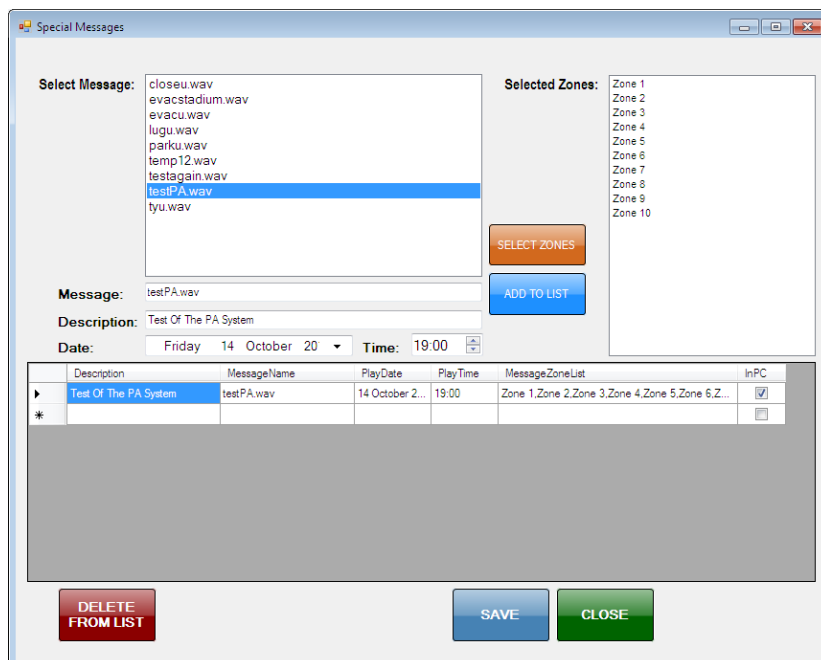 Special Messages
Select Message:
closeu.wav
evacstadium.wav
evacu.wav
lugu.wav
parku.wav
temp12.wav
testagain.wav
testPA.wav
tyu.wav
Selected Zones:
Zone 1
Zone 2
Zone 3
Zone 4
Zone 5
Zone 6
Zone 7
Zone 8
Zone 9
Zone 10
SELECT ZONES
ADD TO LIST
Message: testPA.wav
Description: Test Of The PA System
Date: Friday 14 October 20 Time: 19:00
Description MessageName PlayDate PlayTime MessageZoneList InPC
Test Of The PA System testPA.wav 14 October 2... 19:00 Zone 1,Zone 2,Zone 3,Zone 4,Zone 5,Zone 6,Z...
DELETE
FROM LIST
SAVE
CLOSE